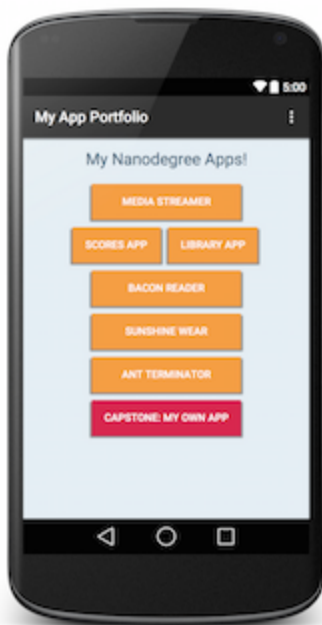 5:00
My App Portfolio
My Nanodegree Apps!
MEDIA STREAMER
SCORES APP LIBRARY APP
BACON READER
SUNSHINE WEAR
ANT TERMINATOR
CAPSTONE: MY OWN APP